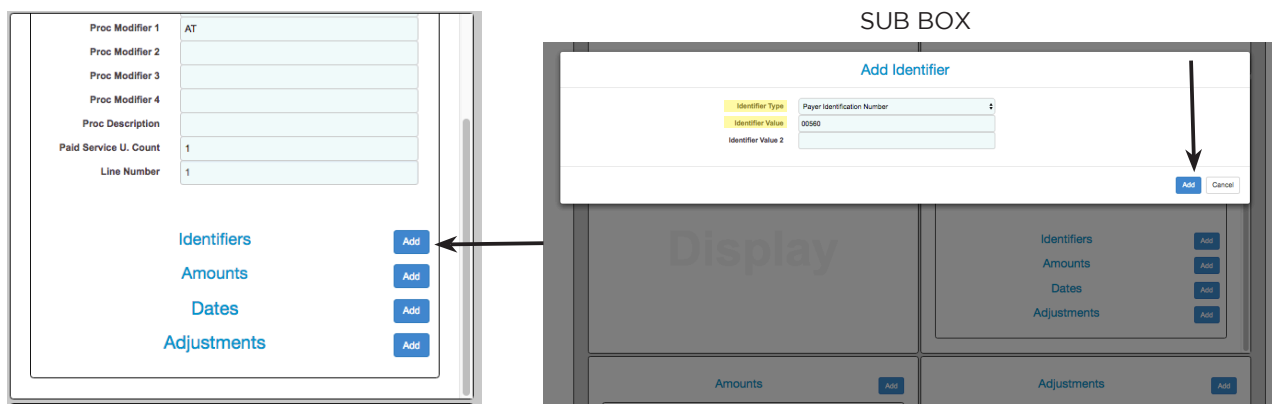 SUB BOX
Proc Modifier 1 AT
Proc Modifier 2
Proc Modifier 3
Proc Modifier 4
Proc Description
Paid Service U. Count 1
Line Number 1
Identifiers Add
Amounts Add
Dates Add
Adjustments Add
Add Identifier
Identifier Type Payer Identification Number
Identifier Value 00560
Identifier Value 2
Add Cancel
Display
Identifiers Add
Amounts Add
Dates Add
Adjustments Add
Amounts Add
Adjustments Add